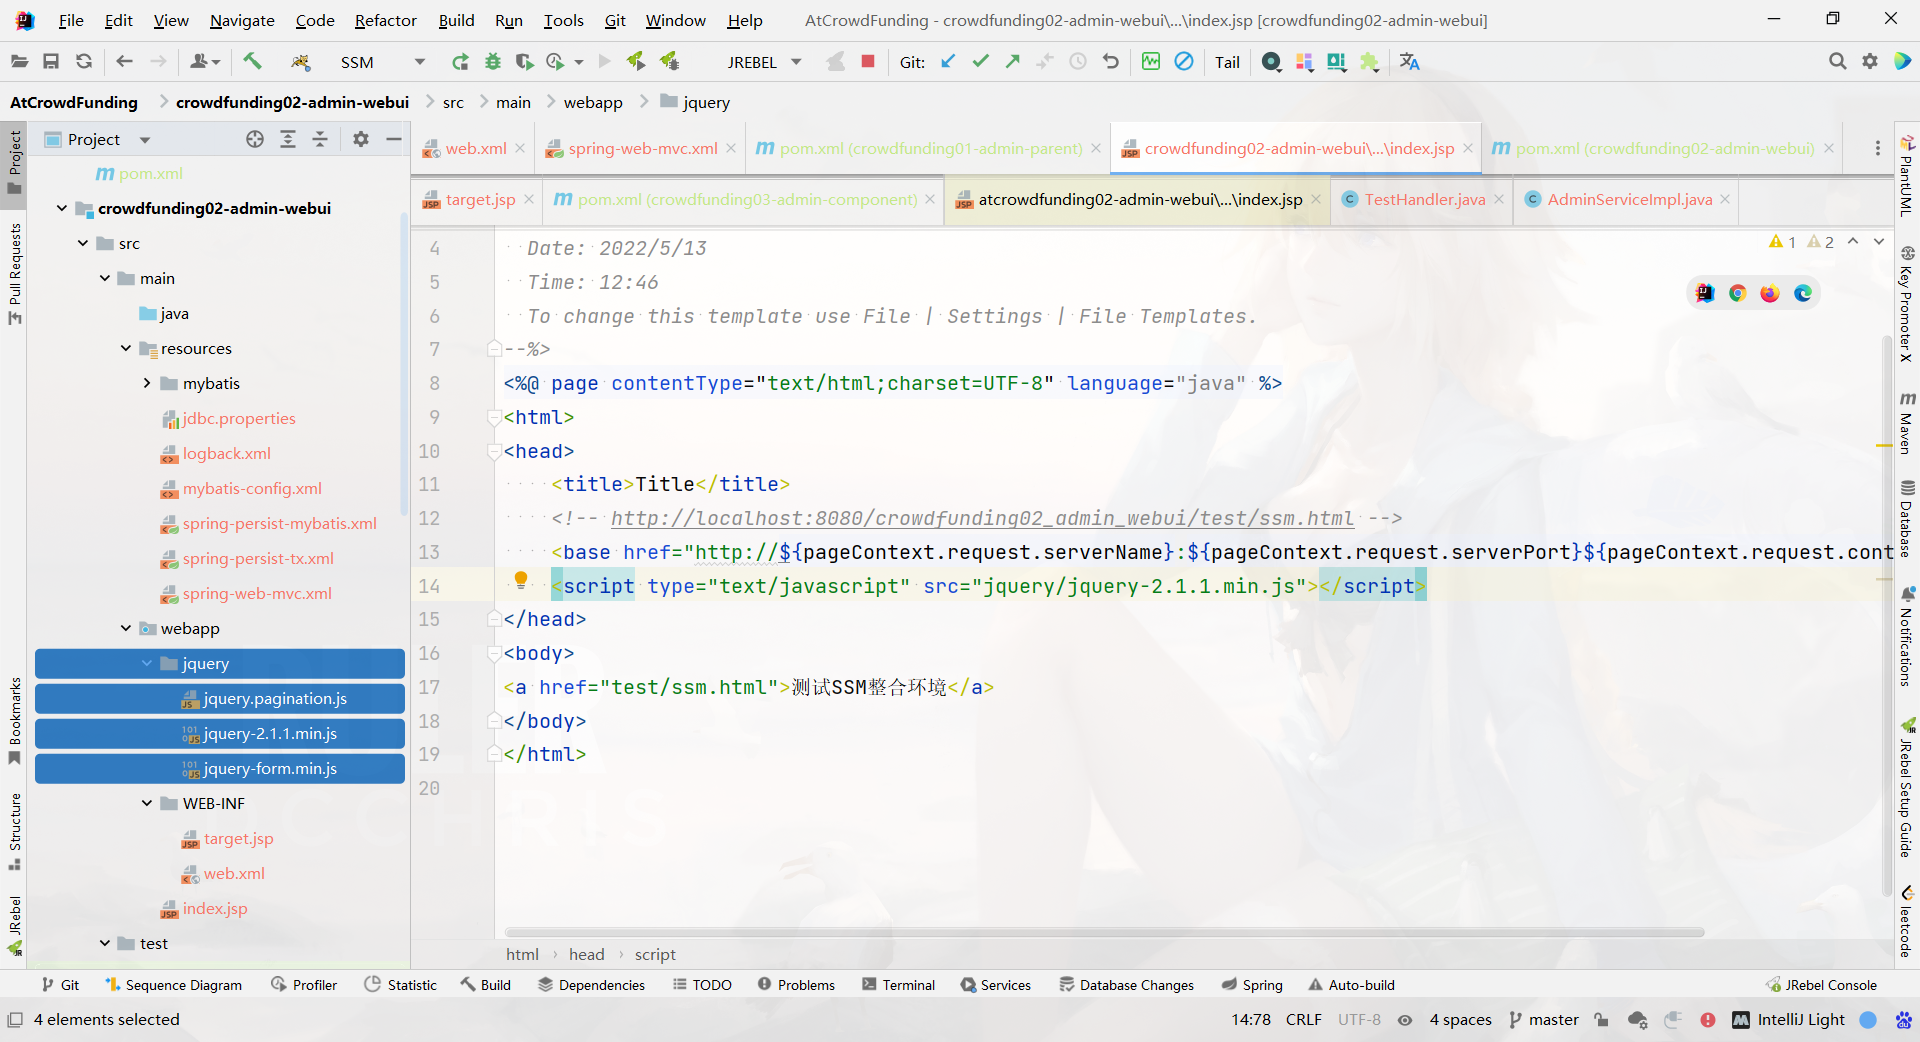 File Edit View Navigate Code Refactor Build Run Tools Git Window Help AtCrowdFunding - crowdfunding02-admin-webui\...\index.jsp [crowdfunding02-admin-webui]
SSM JREBEL Git: Tail
AtCrowdFunding crowdfunding02-admin-webui src main webapp jquery
Project
web.xml spring-web-mvc.xml pom.xml (crowdfunding01-admin-parent) crowdfunding02-admin-webui\...\index.jsp pom.xml (crowdfunding02-admin-webui)
target.jsp pom.xml (crowdfunding03-admin-component) atcrowdfunding02-admin-webui\...\index.jsp TestHandler.java AdminServiceImpl.java
Project
Pull Requests
Bookmarks
Structure
JRebel
pom.xml
crowdfunding02-admin-webui
src
main
java
resources
mybatis
jdbc.properties
logback.xml
mybatis-config.xml
spring-persist-mybatis.xml
spring-persist-tx.xml
spring-web-mvc.xml
webapp
jquery
jquery.pagination.js
jquery-2.1.1.min.js
jquery-form.min.js
WEB-INF
target.jsp
web.xml
index.jsp
test
1 2
4 Date: 2022/5/13
5 Time: 12:46
6 To change this template use File | Settings | File Templates.
7 --%>
8 <%@ page contentType="text/html;charset=UTF-8" language="java" %>
9 <html>
10 <head>
11 <title>Title</title>
12 <!-- http://localhost:8080/crowdfunding02_admin_webui/test/ssm.html -->
13 <base href="http://${pageContext.request.serverName}:${pageContext.request.serverPort}${pageContext.request.cont
14 <script type="text/javascript" src="jquery/jquery-2.1.1.min.js"></script>
15 </head>
16 <body>
17 <a href="test/ssm.html">测试SSM整合环境</a>
18 </body>
19 </html>
20
html › head › script
PlantUML
Key Promoter X
Maven
Database
Notifications
JRebel Setup Guide
leetcode
Git Sequence Diagram Profiler Statistic Build Dependencies TODO Problems Terminal Services Database Changes Spring Auto-build JRebel Console
4 elements selected 14:78 CRLF UTF-8 4 spaces master IntelliJ Light